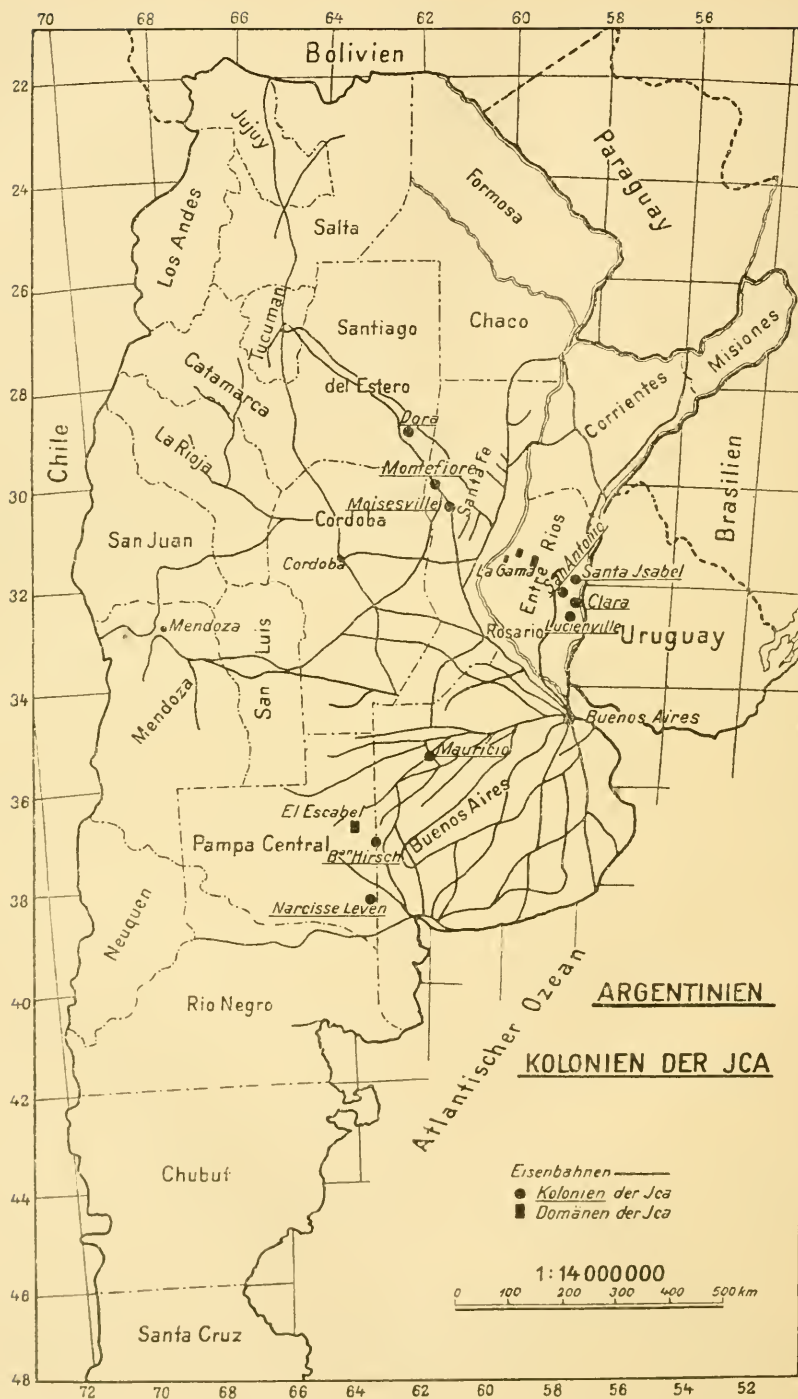 70 66 64 62 60 58 56
Bolivien
22
Jujuy
68
Paraguay
24
Los Andes
Salta
Formosa
26
Tucuman
Santiago
Chaco
del Estero
Misiones
Catamarca
Corrientes
28
Dora
La Rioja
Montefiore
Santa Fe
Chile
30
Moisesville
Cordoba
San Juan
Brasilien
Cordoba
La Gama
Entre Rios
San Antonio
Santa Jsabel
32
Clara
Mendoza
Luis
Rosario
Lucienville
Uruguay
34
Mendoza
San
Buenos Aires
Mauricio
36
El Escabel
Buenos Aires
Pampa Central
Bon Hirsch
38
Narcisse Leven
Neuquen
Atlantischer Ozean
40
Rio Negro
ARGENTINIEN
KOLONIEN DER JCA
42
Chubut
Eisenbahnen
44
Kolonien der Jca
Domänen der Jca
1:14000000
46
0 100 200 300 400 500 km
Santa Cruz
48
72 70 68 66 64 62 60 58 56 54 52